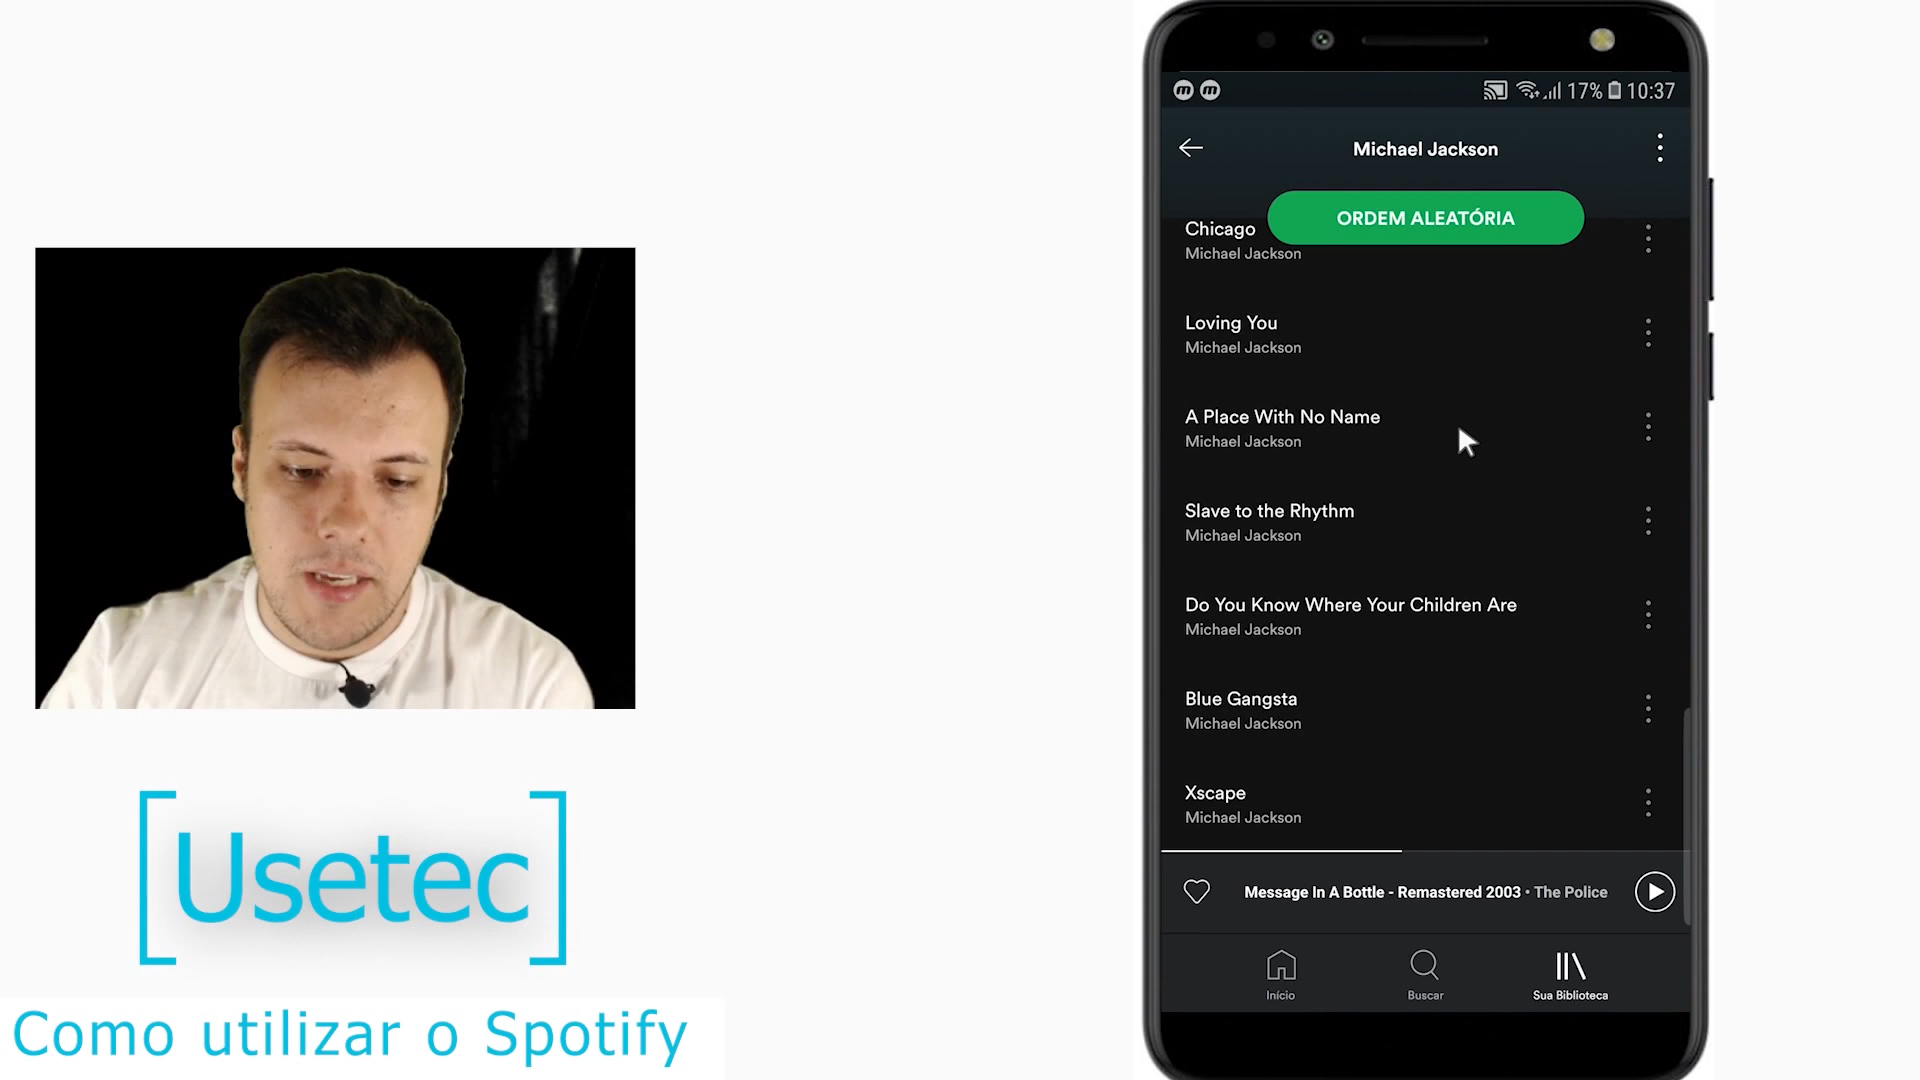 17% 10:37
Michael Jackson
ORDEM ALEATÓRIA
Chicago
Michael Jackson
Loving You
Michael Jackson
A Place With No Name
Michael Jackson
Slave to the Rhythm
Michael Jackson
Do You Know Where Your Children Are
Michael Jackson
Blue Gangsta
Michael Jackson
Xscape
Michael Jackson
Message In A Bottle - Remastered 2003 • The Police
Início
Buscar
Sua Biblioteca
[Usetec]
Como utilizar o Spotify